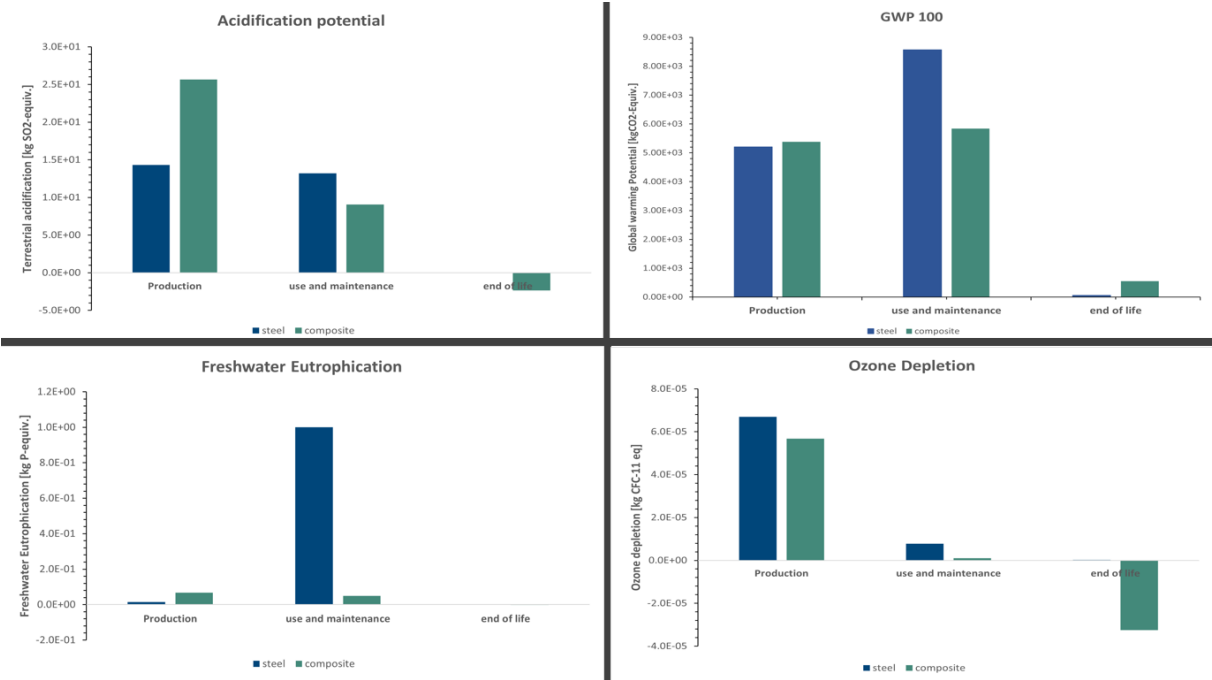 Acidification potential
Terrestrial acidification [kg SO2-equiv.]
3.0E+01
2.5E+01
2.0E+01
1.5E+01
1.0E+01
5.0E+00
0.0E+00
-5.0E+00
Production use and maintenance end of life
steel composite
GWP 100
Global warming Potential [kgCO2-Equiv.]
9.00E+03
8.00E+03
7.00E+03
6.00E+03
5.00E+03
4.00E+03
3.00E+03
2.00E+03
1.00E+03
0.00E+00
Production use and maintenance end of life
steel composite
Freshwater Eutrophication
Freshwater Eutrophication [kg P-equiv.]
1.2E+00
1.0E+00
8.0E-01
6.0E-01
4.0E-01
2.0E-01
0.0E+00
-2.0E-01
Production use and maintenance end of life
steel composite
Ozone Depletion
Ozone depletion [kg CFC-11 eq]
8.0E-05
6.0E-05
4.0E-05
2.0E-05
0.0E+00
-2.0E-05
-4.0E-05
Production use and maintenance end of life
steel composite